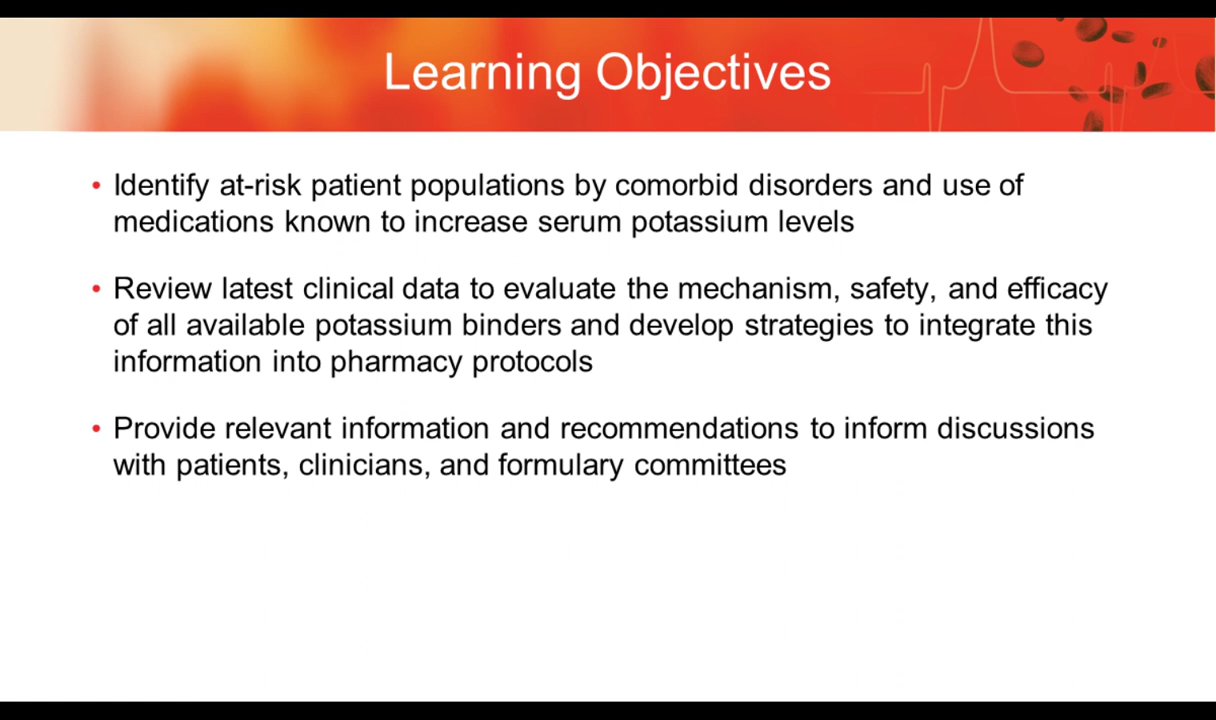 Learning Objectives
• Identify at-risk patient populations by comorbid disorders and use of
medications known to increase serum potassium levels
• Review latest clinical data to evaluate the mechanism, safety, and efficacy
of all available potassium binders and develop strategies to integrate this
information into pharmacy protocols
• Provide relevant information and recommendations to inform discussions
with patients, clinicians, and formulary committees